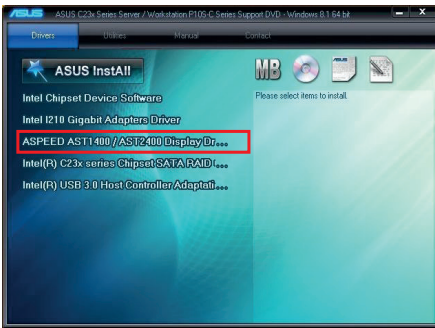 ASUS ASUS C23x Series Server / Workstation P10S-C Series Support DVD - Windows 8.1 64 bit
Drivers Utilities Manual Contact
ASUS InstAll
MB
Intel Chipset Device Software
Please select items to install.
Intel I210 Gigabit Adapters Driver
ASPEED AST1400 / AST2400 Display Dr...
Intel(R) C23x series Chipset SATA RAID (...
Intel(R) USB 3.0 Host Controller Adaptati...